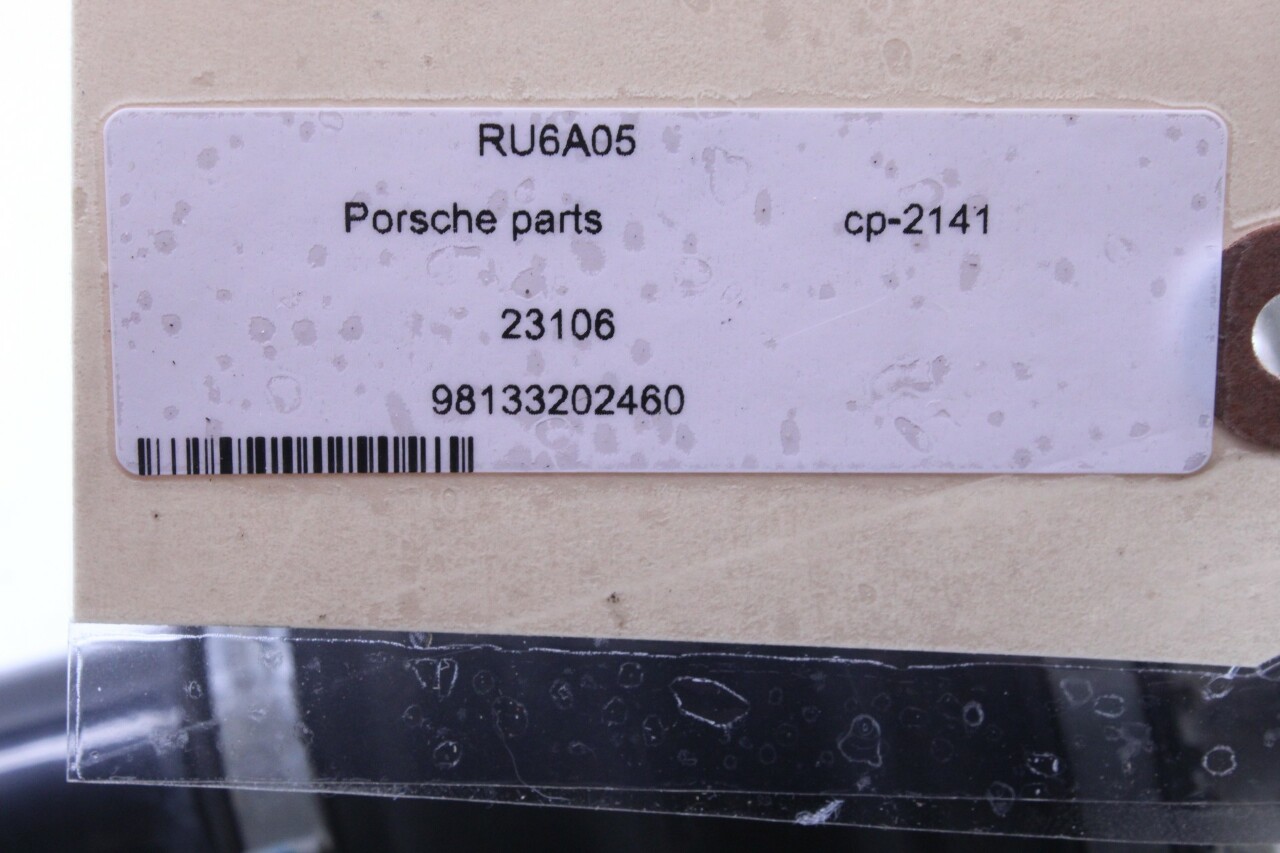 RU6A05
Porsche parts cp-2141
23106
98133202460